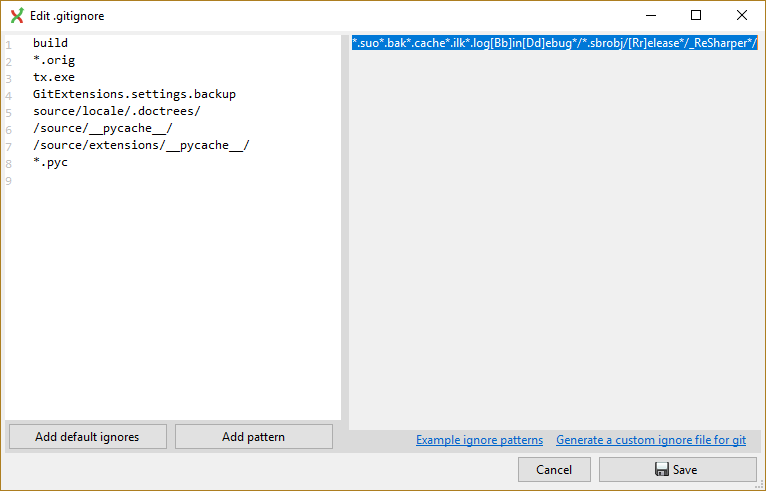 Edit .gitignore
1 build
2 *.orig
3 tx.exe
4 GitExtensions.settings.backup
5 source/locale/.doctrees/
6 /source/__pycache__/
7 /source/extensions/__pycache__/
8 *.pyc
9
*.suo*.bak*.cache*.ilk*.log[Bb]in[Dd]ebug*/*.sbrobj/[Rr]elease*/_ReSharper*/
Add default ignores
Add pattern
Example ignore patterns
Generate a custom ignore file for git
Cancel
Save